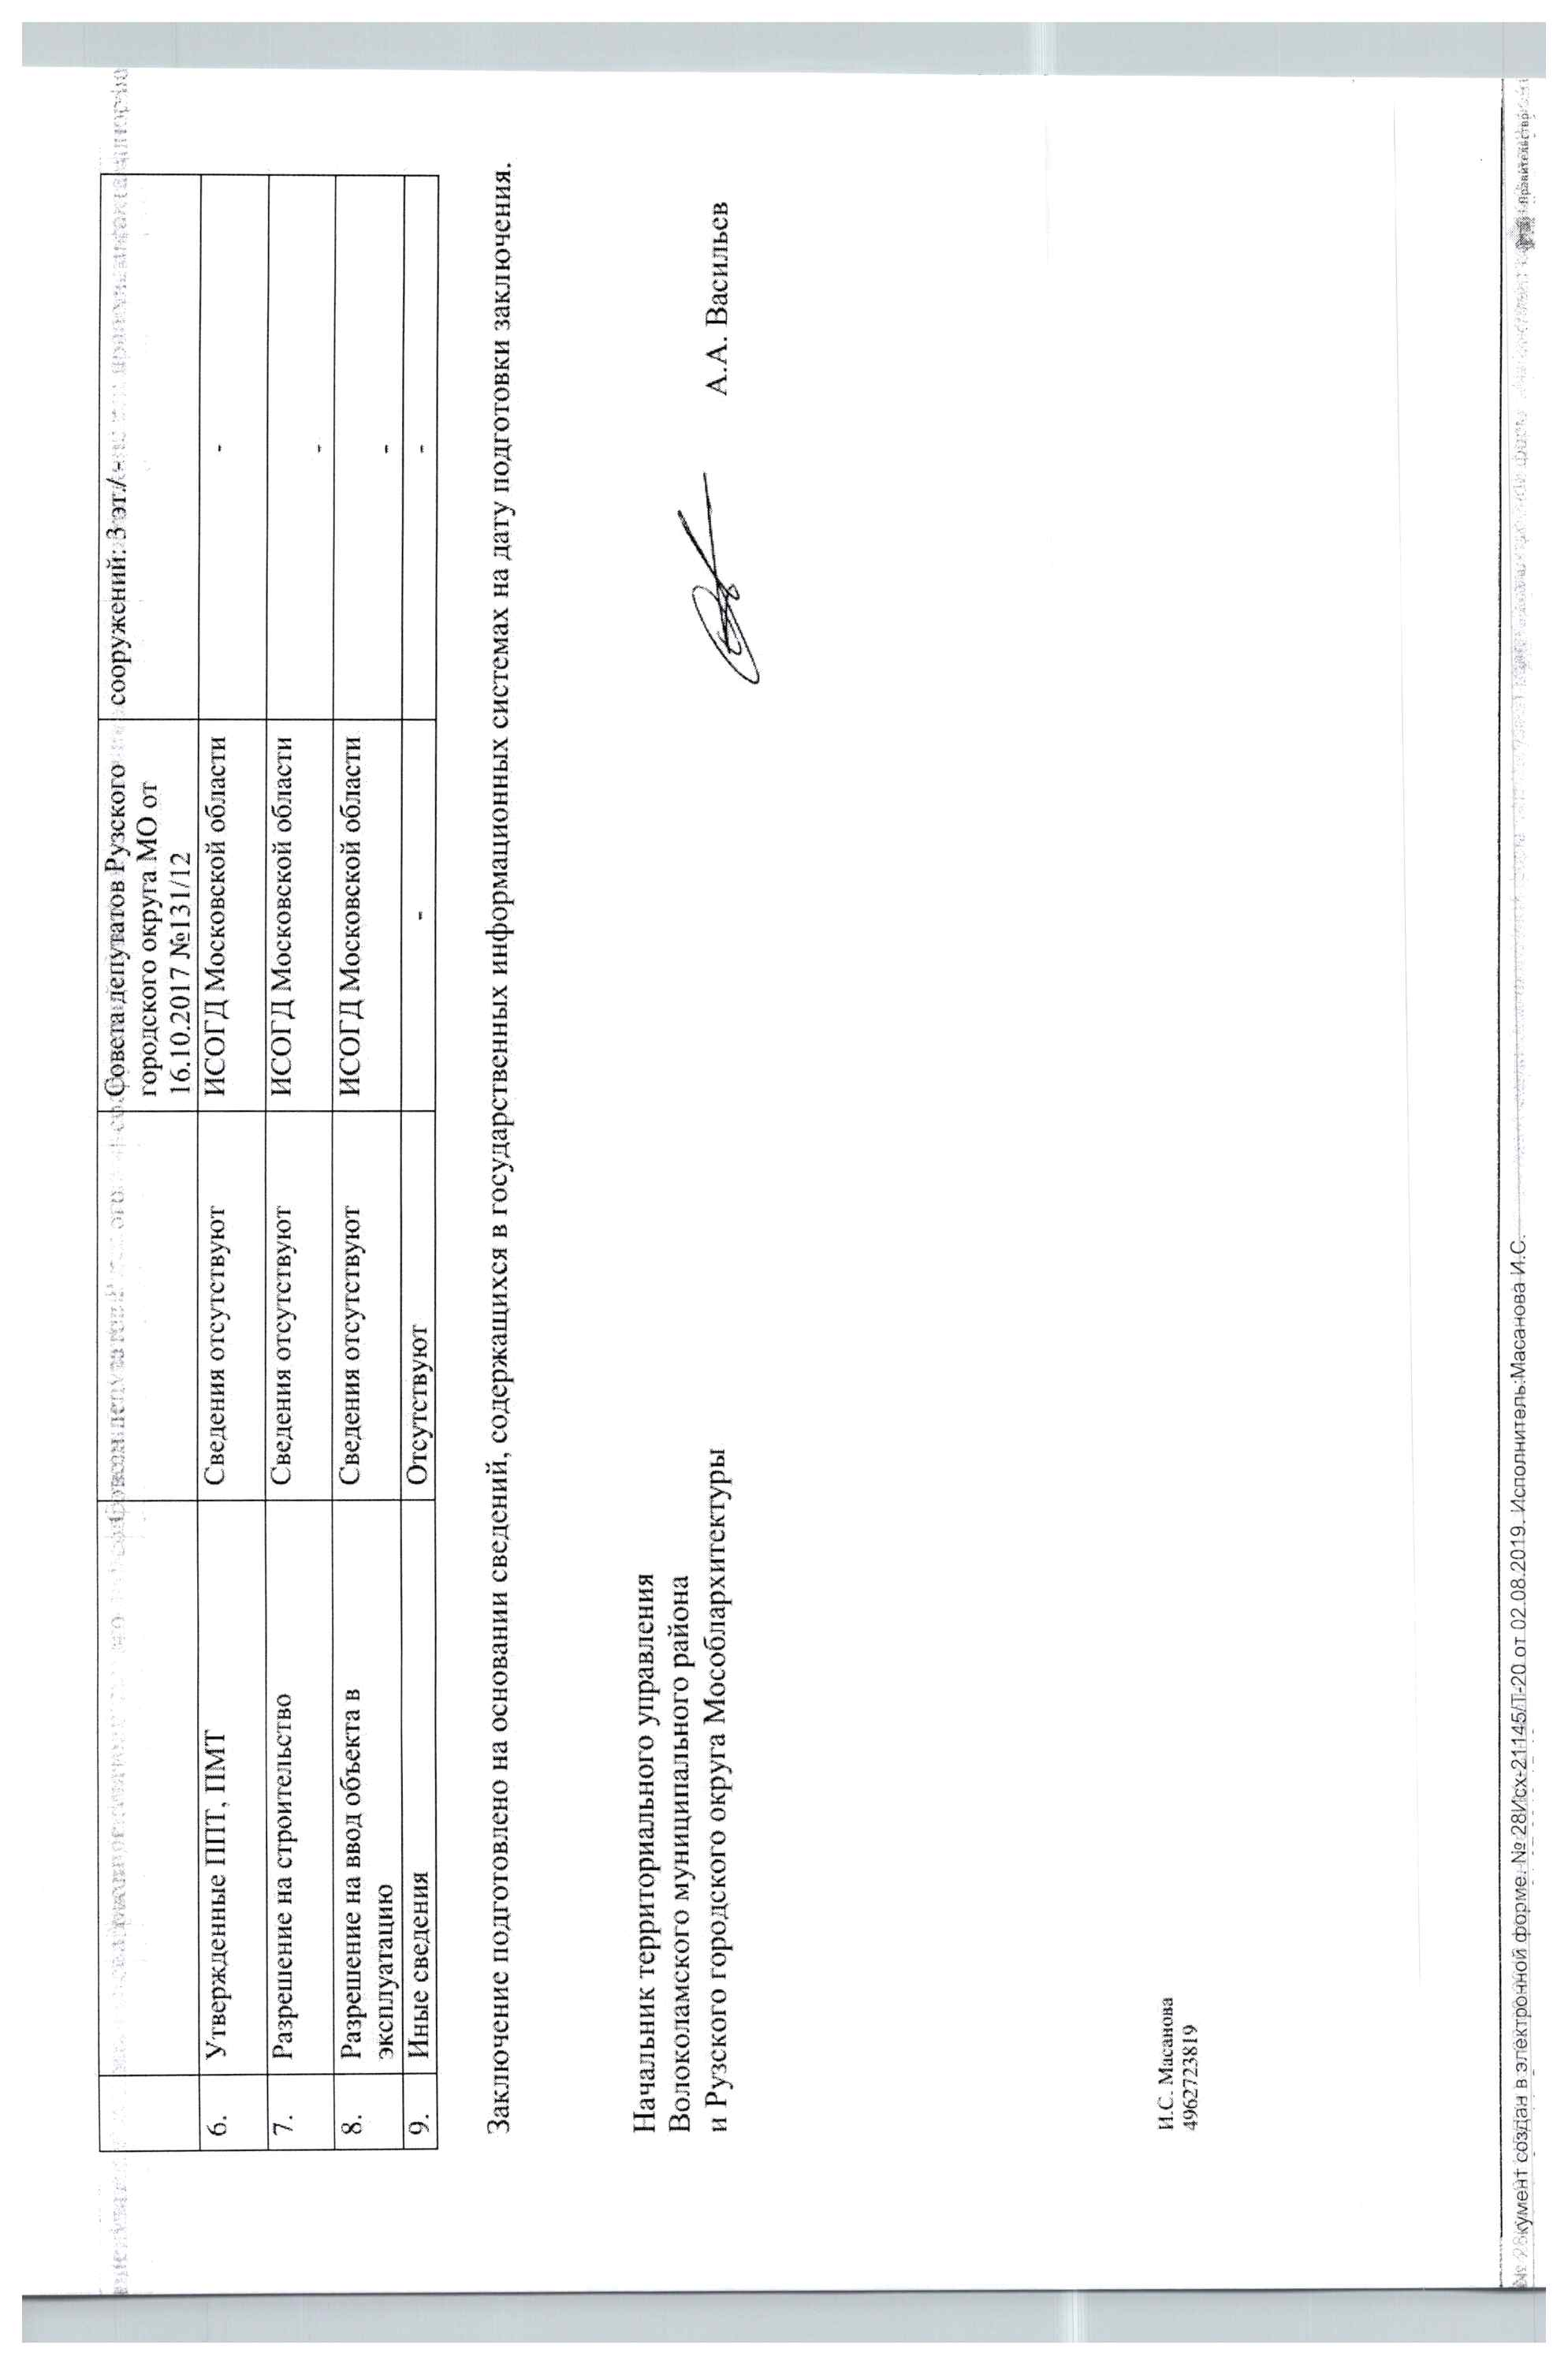 Совета депутатов Рузского
городского округа МО от
16.10.2017 №131/12
сооружений: 3 эт./-
6. Утвержденные ППТ, ПМТ Сведения отсутствуют ИСОГД Московской области -
7. Разрешение на строительство Сведения отсутствуют ИСОГД Московской области -
8. Разрешение на ввод объекта в Сведения отсутствуют ИСОГД Московской области -
эксплуатацию
9. Иные сведения Отсутствуют - -
Заключение подготовлено на основании сведений, содержащихся в государственных информационных системах на дату подготовки заключения.
Начальник территориального управления
Волоколамского муниципального района
и Рузского городского округа Мособлархитектуры
А.А. Васильев
И.С. Масанова
4962723819
кумент создан в электронной форме. № 28Исх-21145/Т-20 от 02.08.2019. Исполнитель:Масанова И.С.